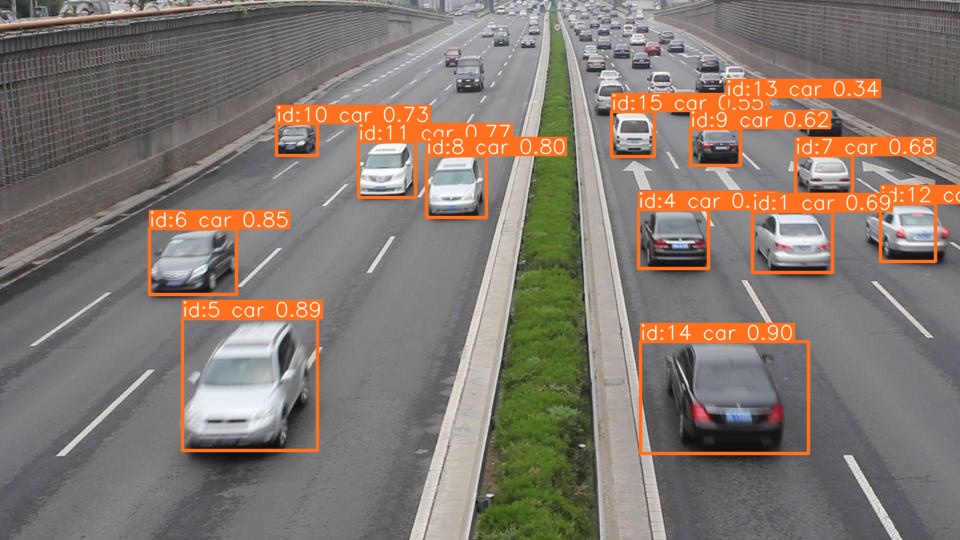 id:13 car 0.34
id:15 car 0.55
id:10 car 0.73
id:9 car 0.62
id:11 car 0.77
id:8 car 0.80
id:7 car 0.68
id:12 ca
id:4 car 0.
id:1 car 0.69
id:6 car 0.85
id:5 car 0.89
id:14 car 0.90